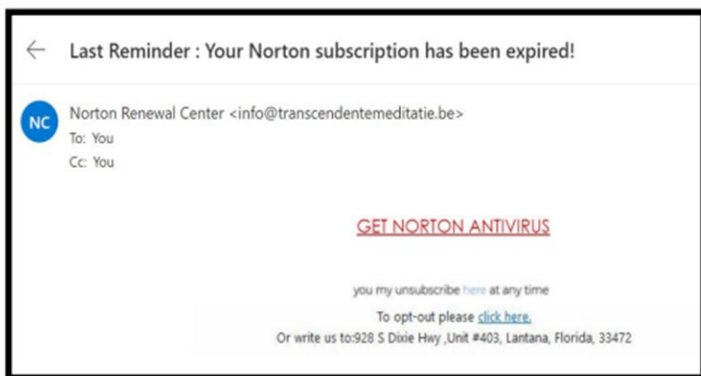 ← Last Reminder : Your Norton subscription has been expired!
NC
Norton Renewal Center <info@transcendentemeditatie.be>
To: You
Cc: You
GET NORTON ANTIVIRUS
you my unsubscribe here at any time
To opt-out please click here.
Or write us to:928 S Dixie Hwy ,Unit #403, Lantana, Florida, 33472